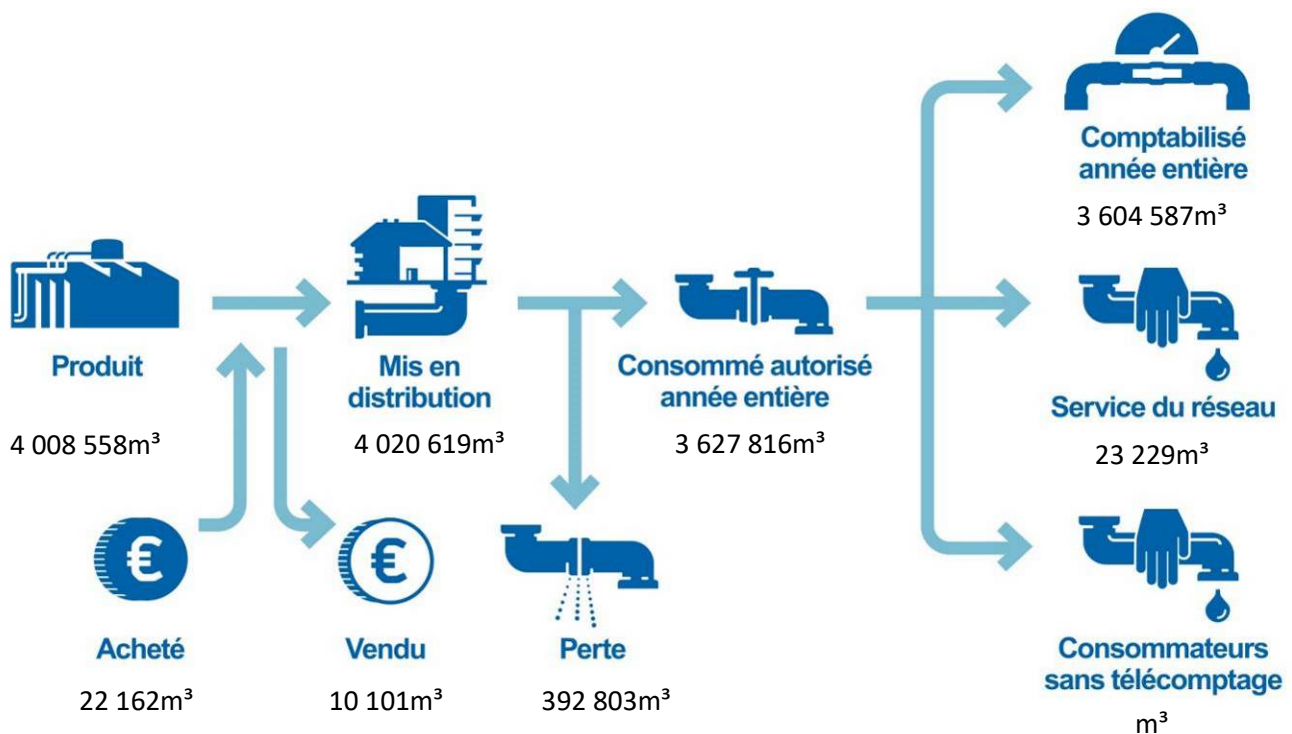 Comptabilisé
année entière
3 604 587m³
Produit
4 008 558m³
Mis en
distribution
4 020 619m³
Consommé autorisé
année entière
3 627 816m³
Service du réseau
23 229m³
€
Acheté
22 162m³
€
Vendu
10 101m³
Perte
392 803m³
Consommateurs
sans télécomptage
m³